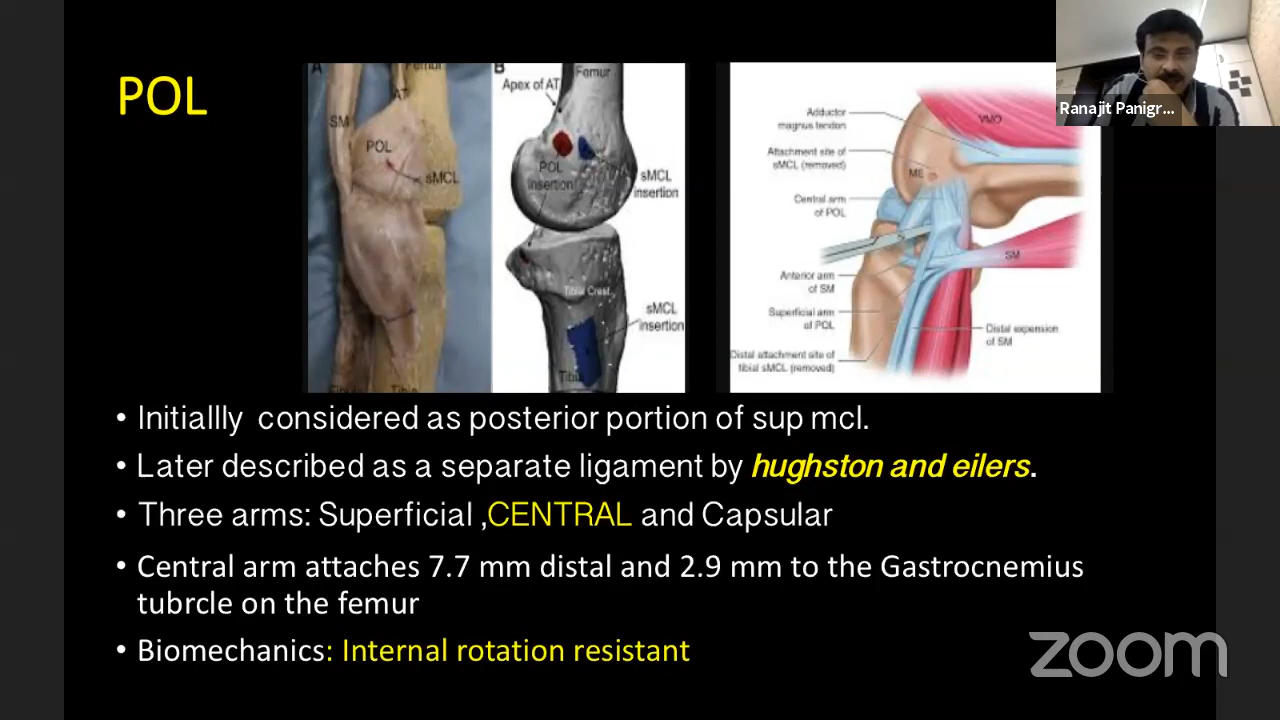 POL
A
Femur
AT
SM
POL
sMCL
Tibia
B
Femur
Apex of AT
POL
insertion
sMCL
insertion
Tibial Crest
sMCL
insertion
Tibia
Adductor
magnus tendon
VMO
Attachment site of
sMCL (removed)
ME
Central arm
of POL
SM
Anterior arm
of SM
Superficial arm
of POL
Distal expension
of SM
Distal attachment site of
tibial sMCL (removed)
Ranajit Panigr...
• Initiallly considered as posterior portion of sup mcl.
• Later described as a separate ligament by hughston and eilers.
• Three arms: Superficial ,CENTRAL and Capsular
• Central arm attaches 7.7 mm distal and 2.9 mm to the Gastrocnemius
tubrcle on the femur
• Biomechanics: Internal rotation resistant
zoom